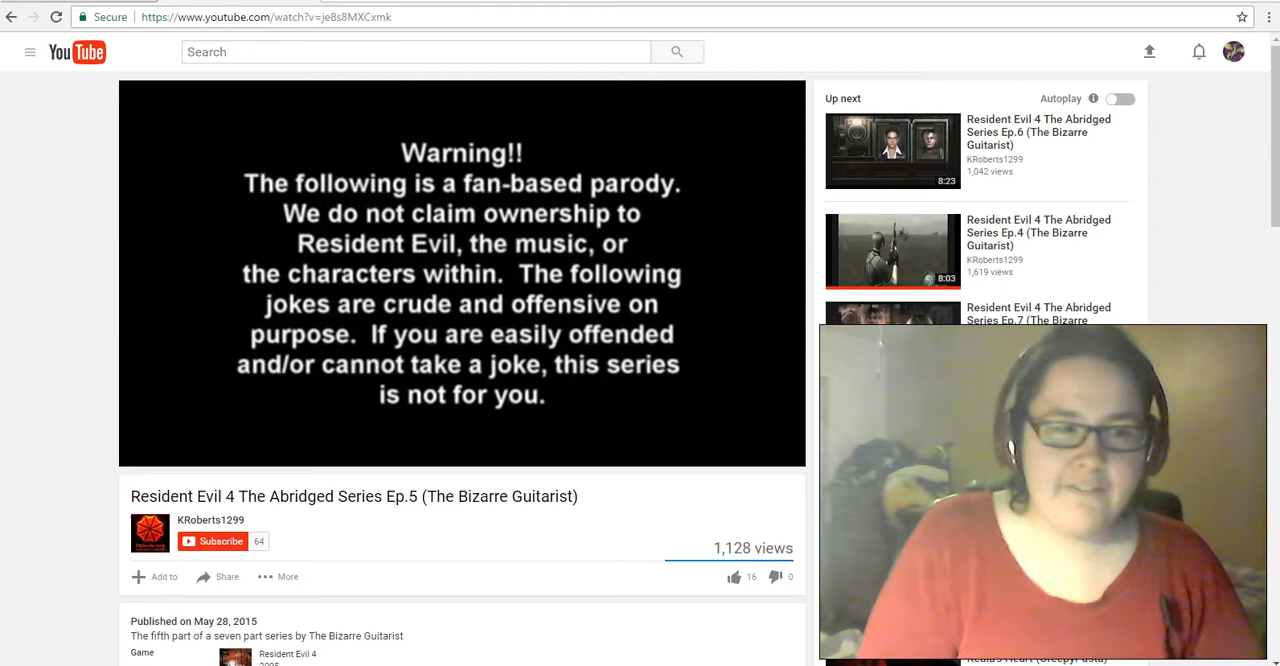 Secure https://www.youtube.com/watch?v=je8s8MXCxmk
YouTube
Search
Warning!!
The following is a fan-based parody.
We do not claim ownership to
Resident Evil, the music, or
the characters within. The following
jokes are crude and offensive on
purpose. If you are easily offended
and/or cannot take a joke, this series
is not for you.
Up next
Autoplay
Resident Evil 4 The Abridged
Series Ep.6 (The Bizarre
Guitarist)
KRoberts1299
1,042 views
8:23
Resident Evil 4 The Abridged
Series Ep.4 (The Bizarre
Guitarist)
KRoberts1299
1,619 views
8:03
Resident Evil 4 The Abridged
Series Ep.7 (The Bizarre
Resident Evil 4 The Abridged Series Ep.5 (The Bizarre Guitarist)
KRoberts1299
Subscribe 64
1,128 views
Add to Share More
16 0
Published on May 28, 2015
The fifth part of a seven part series by The Bizarre Guitarist
Game
Resident Evil 4
2005